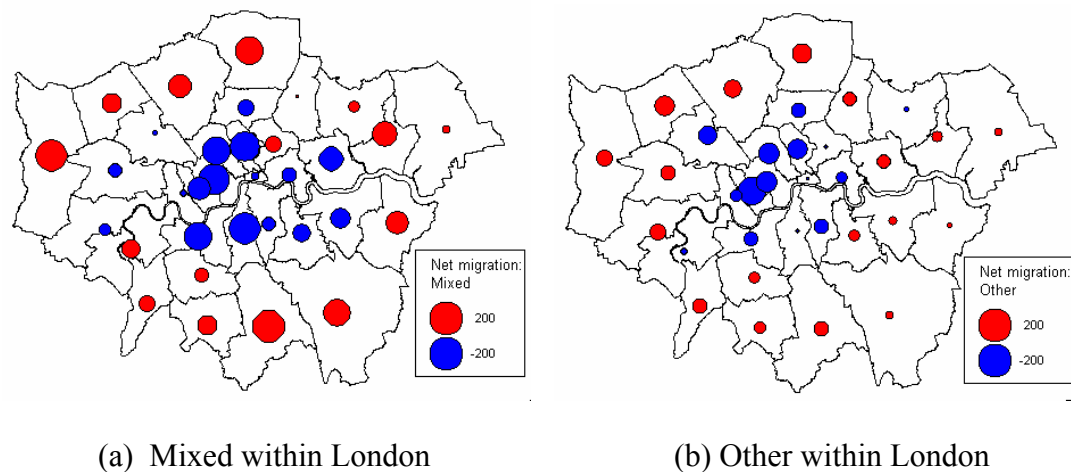 Net migration:
Mixed
200
-200
Net migration:
Other
200
-200
(a) Mixed within London
(b) Other within London